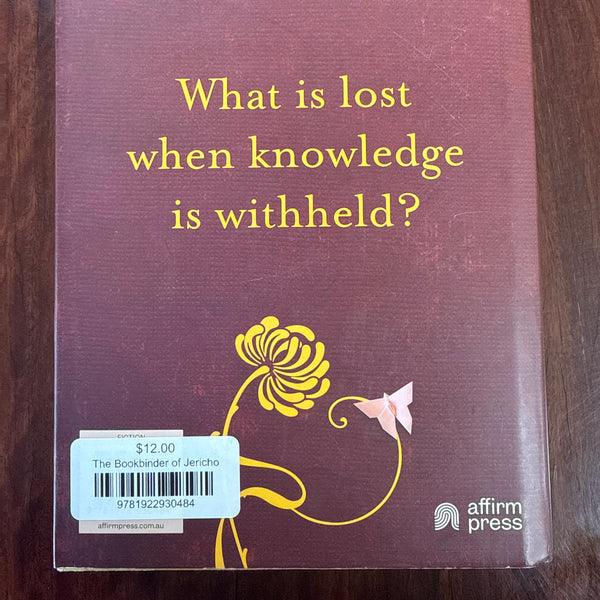 What is lost
when knowledge
is withheld?
FICTION
$12.00
The Bookbinder of Jericho
9781922930484
affirmpress.com.au
affirm
press